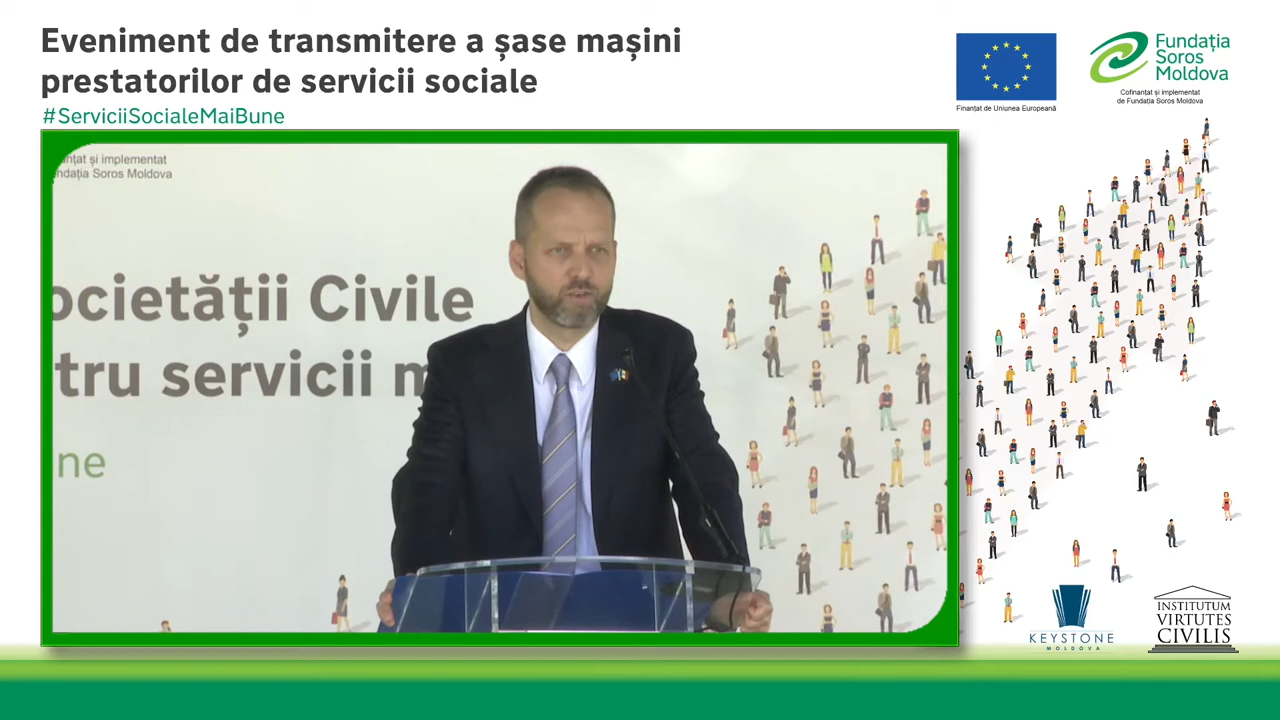 Eveniment de transmitere a șase mașini
prestatorilor de servicii sociale
#ServiciiSocialeMaiBune
Finanțat de Uniunea Europeană
Fundația
Soros
Moldova
Cofinanțat și implementat
de Fundația Soros Moldova
nanțat și implementat
ndația Soros Moldova
ocietății Civile
tru servicii m
ne
KEYSTONE
MOLDOVA
INSTITUTUM
VIRTUTES
CIVILIS